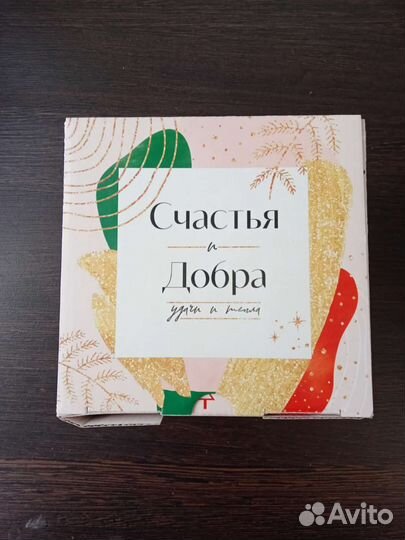 Счастья
и
Добра
удачи и тепла
Avito